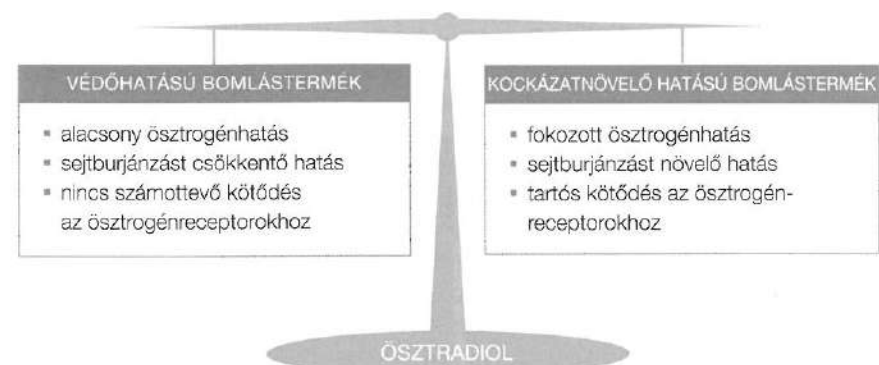 VÉDŐHATÁSÚ BOMLÁSTERMÉK
▪ alacsony ösztrogénhatás
▪ sejtburjánzást csökkentő hatás
▪ nincs számottevő kötődés
az ösztrogénreceptorokhoz
KOCKÁZATNÖVELŐ HATÁSÚ BOMLÁSTERMÉK
▪ fokozott ösztrogénhatás
▪ sejtburjánzást növelő hatás
▪ tartós kötődés az ösztrogén-
receptorokhoz
ÖSZTRADIOL